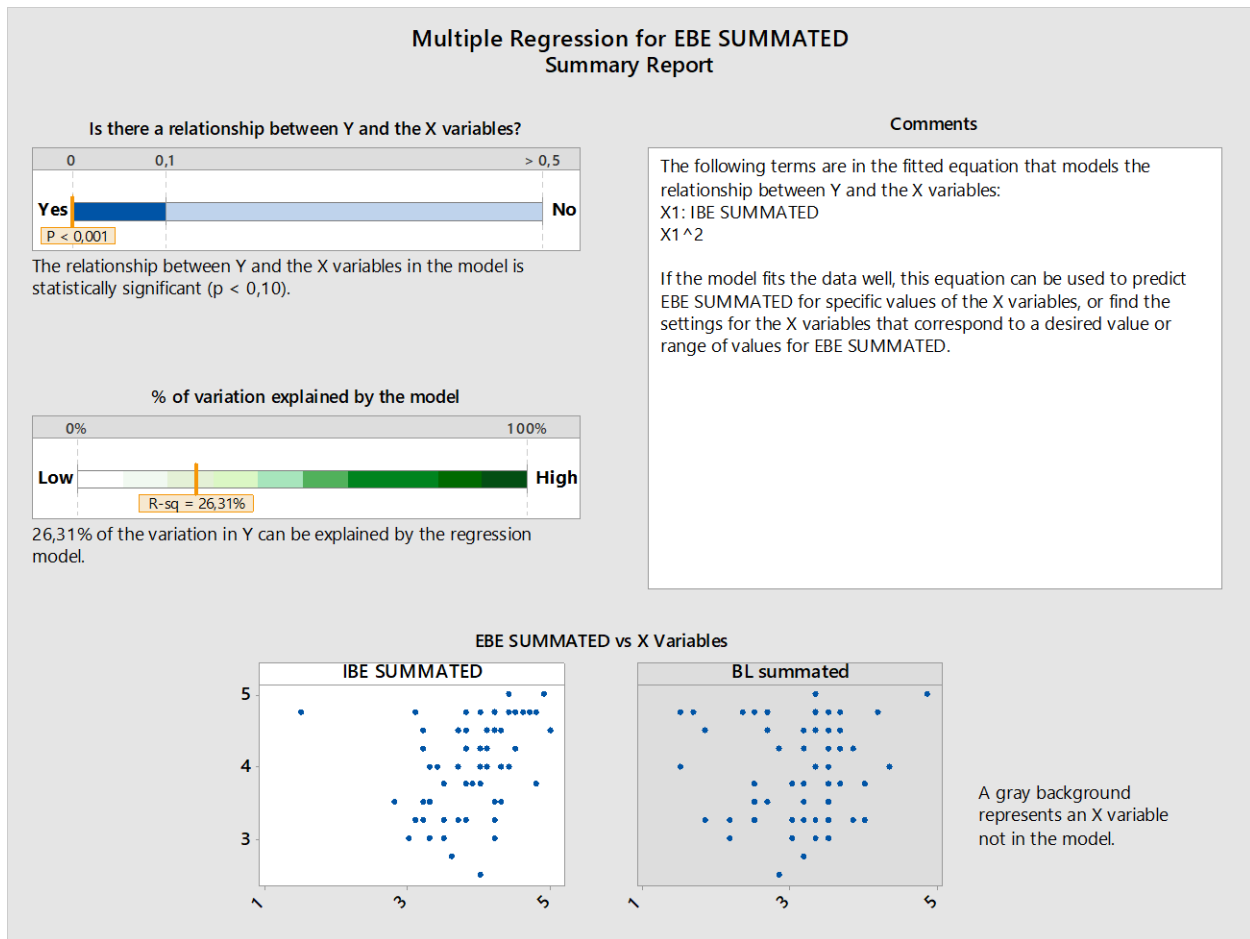 Multiple Regression for EBE SUMMATED
Summary Report
Is there a relationship between Y and the X variables?
0 0,1 > 0,5
Yes No
P < 0,001
The relationship between Y and the X variables in the model is
statistically significant (p < 0,10).
% of variation explained by the model
0% 100%
Low High
R-sq = 26,31%
26,31% of the variation in Y can be explained by the regression
model.
Comments
The following terms are in the fitted equation that models the
relationship between Y and the X variables:
X1: IBE SUMMATED
X1^2
If the model fits the data well, this equation can be used to predict
EBE SUMMATED for specific values of the X variables, or find the
settings for the X variables that correspond to a desired value or
range of values for EBE SUMMATED.
EBE SUMMATED vs X Variables
IBE SUMMATED BL summated
5
4
3
1 3 5 1 3 5
A gray background
represents an X variable
not in the model.